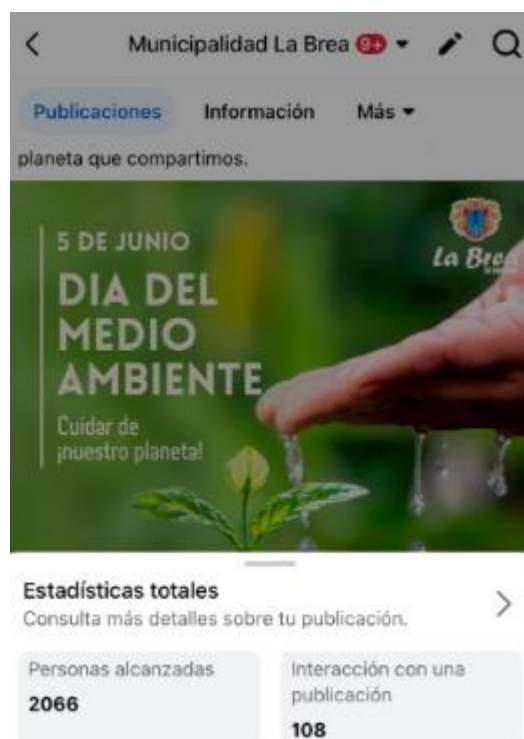 Municipalidad La Brea 9+
Publicaciones Información Más
planeta que compartimos.
5 DE JUNIO
La Brea
DIA DEL
MEDIO
AMBIENTE
Cuidar de
¡nuestro planeta!
Estadísticas totales
Consulta más detalles sobre tu publicación.
Personas alcanzadas
2066
Interacción con una
publicación
108